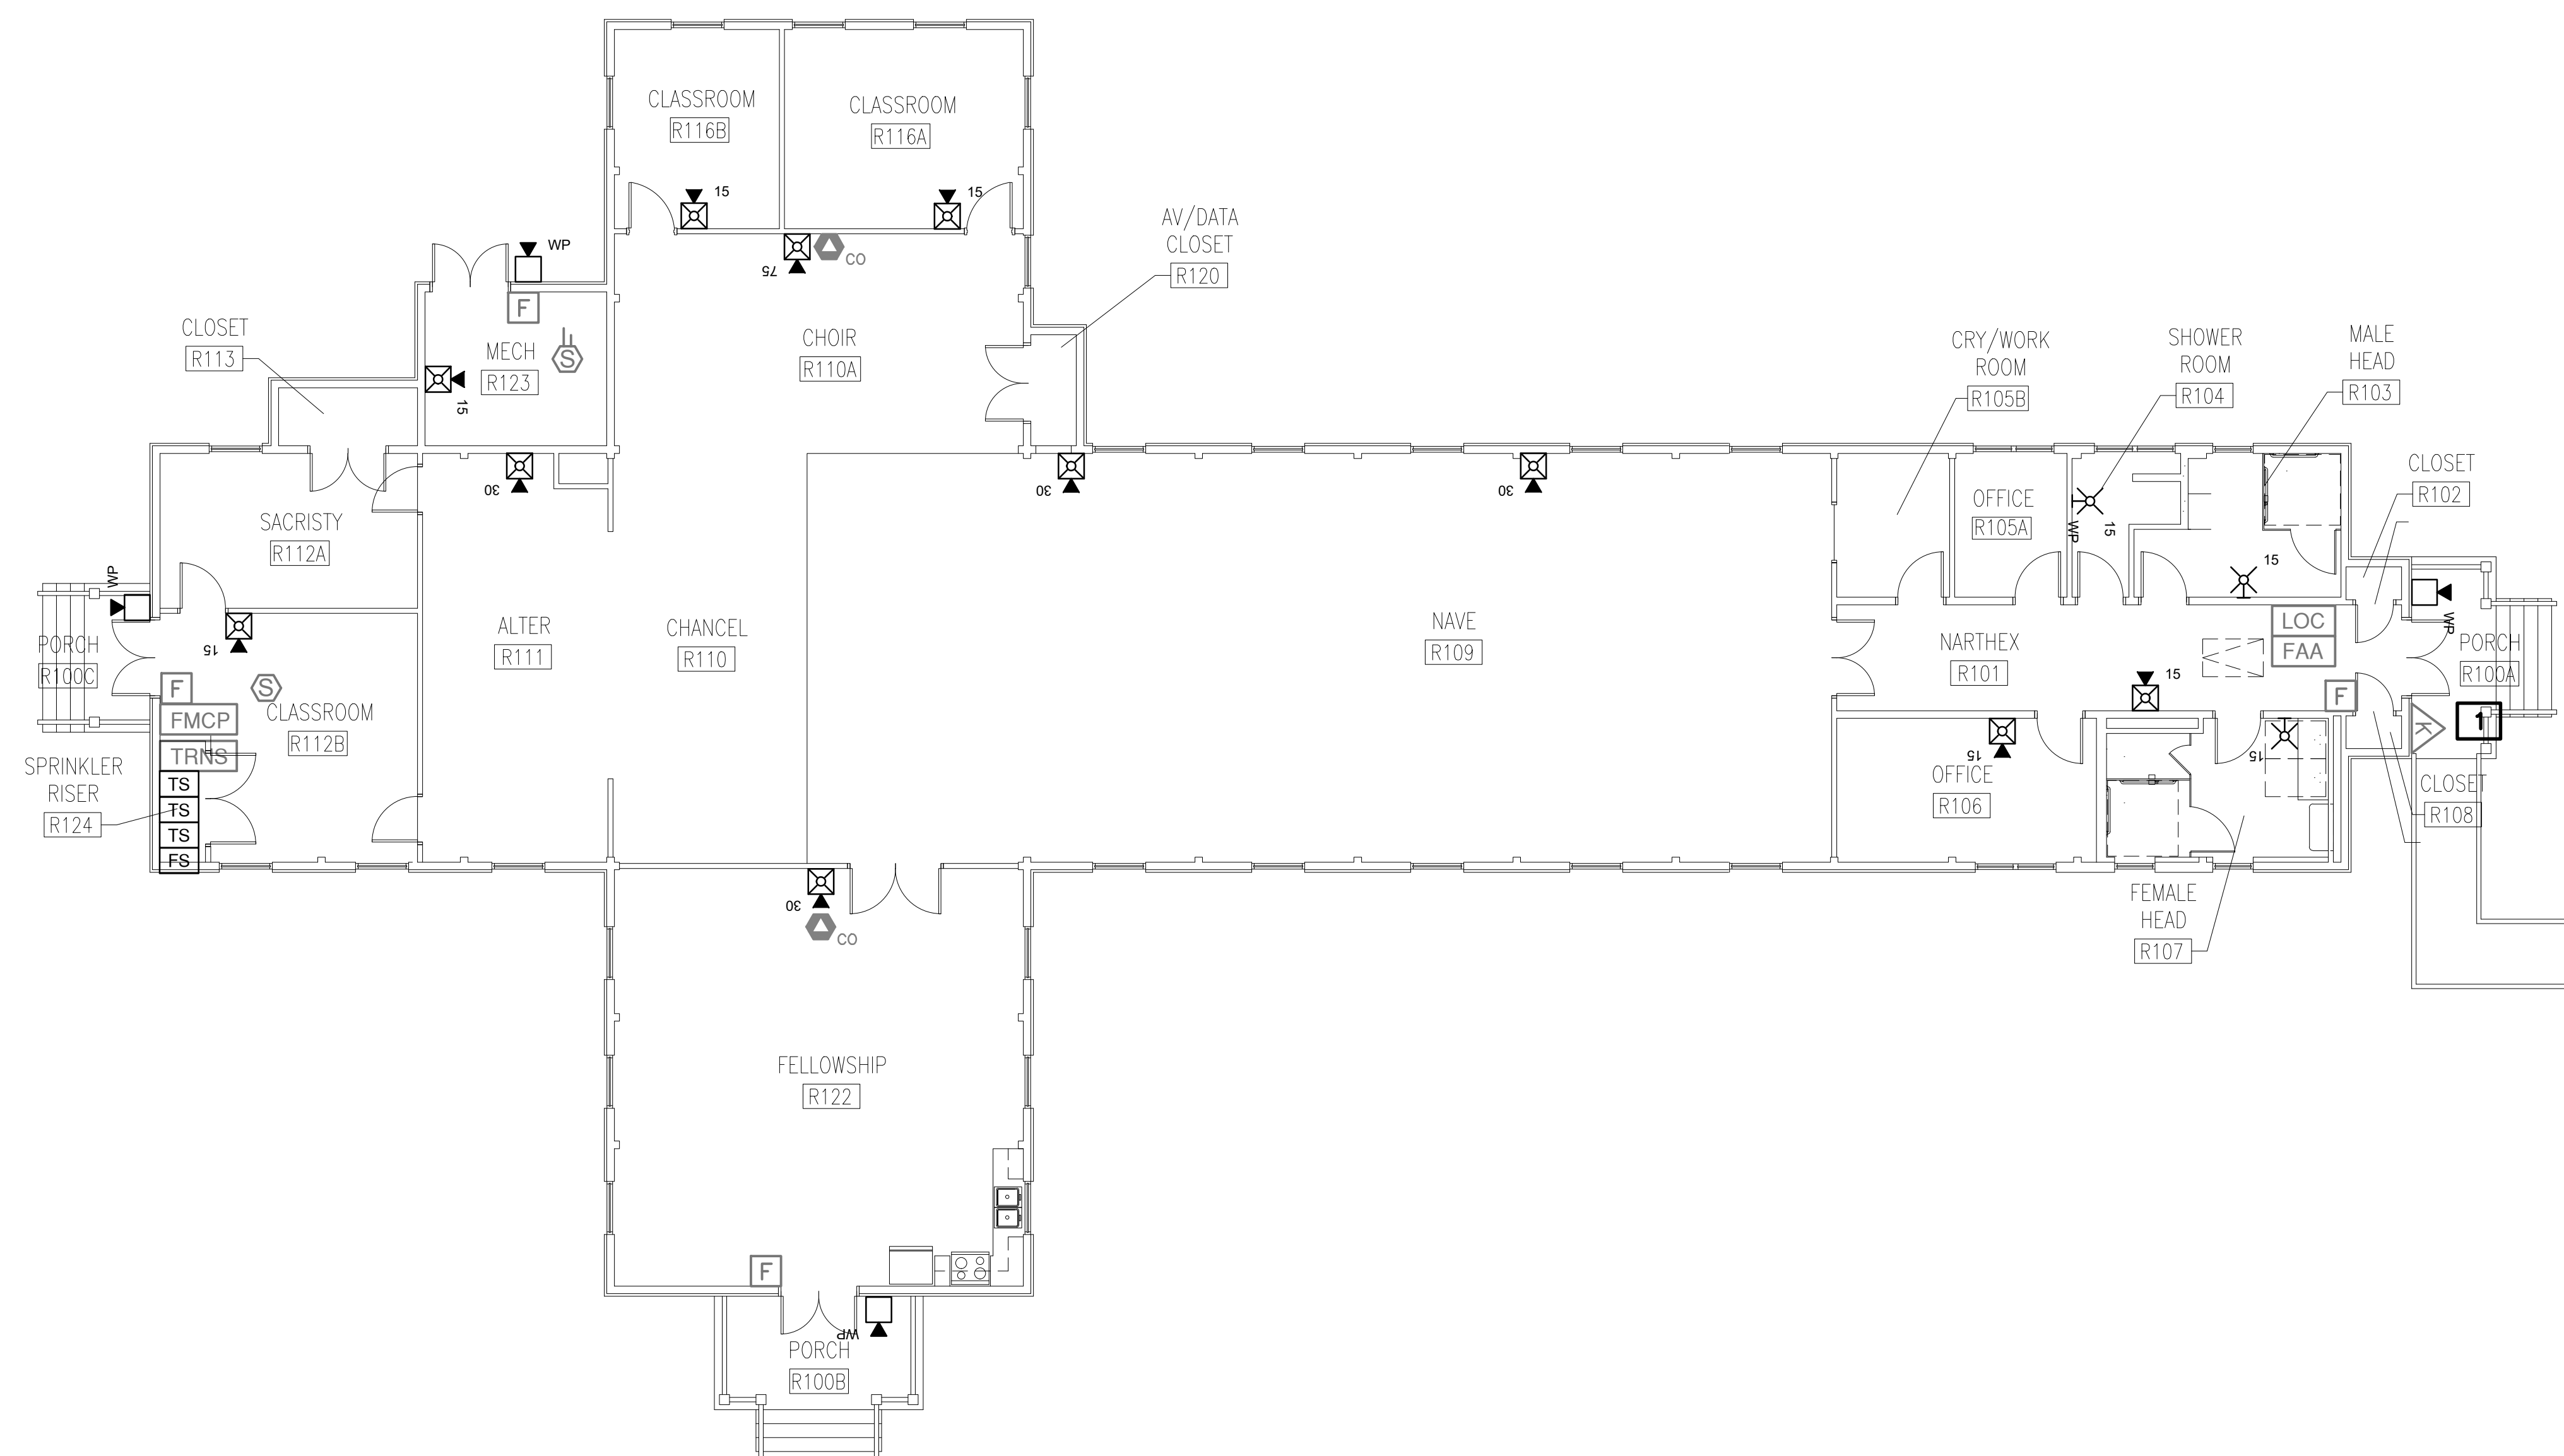 CLASSROOM
R116B
CLASSROOM
R116A
15
15
AV/DATA
CLOSET
R120
WP
75
CO
F
CLOSET
R113
MECH
R123
S
15
CHOIR
R110A
CRY/WORK
ROOM
R105B
SHOWER
ROOM
R104
MALE
HEAD
R103
30
30
30
CLOSET
R102
SACRISTY
R112A
OFFICE
R105A
WP
15
15
WP
PORCH
R100C
15
ALTER
R111
CHANCEL
R110
NAVE
R109
NARTHEX
R101
LOC
FAA
WP
PORCH
R100A
15
F
K
1
F
S
FMCP
CLASSROOM
R112B
TRNS
TS
TS
TS
FS
SPRINKLER
RISER
R124
15
OFFICE
R106
15
CLOSET
R108
30
CO
FEMALE
HEAD
R107
FELLOWSHIP
R122
F
WP
PORCH
R100B